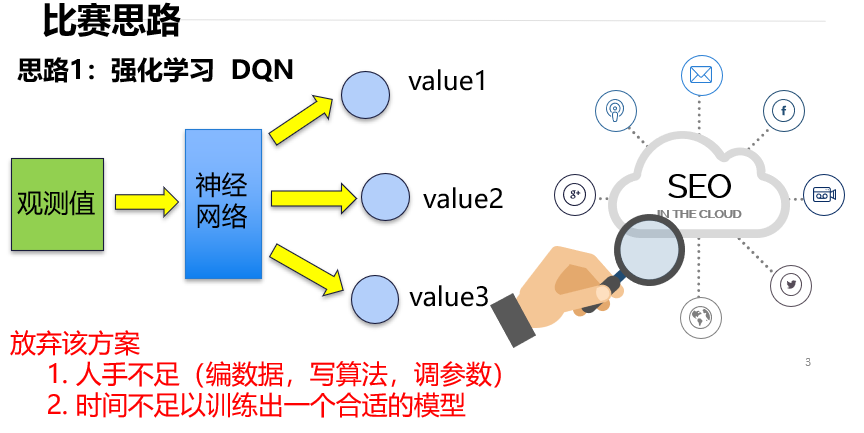 比赛思路
思路1：强化学习 DQN
观测值
神经
网络
value1
value2
value3
SEO
IN THE CLOUD
f
g+
放弃该方案
1. 人手不足（编数据，写算法，调参数）
2. 时间不足以训练出一个合适的模型
3